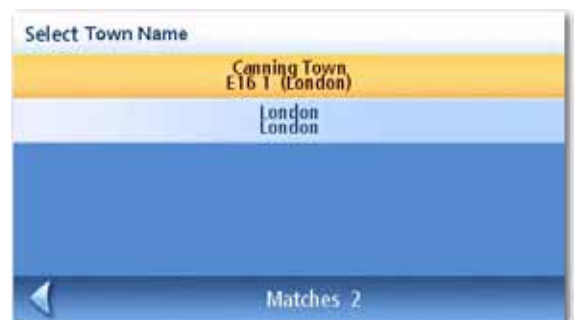 Select Town Name
Canning Town
E16 1 (London)
London
London
Matches 2